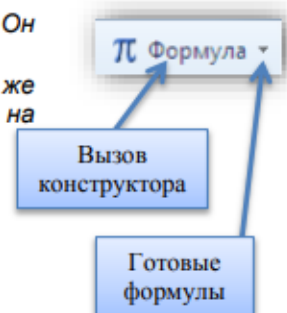 Он
π Формула
же
на
Вызов
конструктора
Готовые
формулы